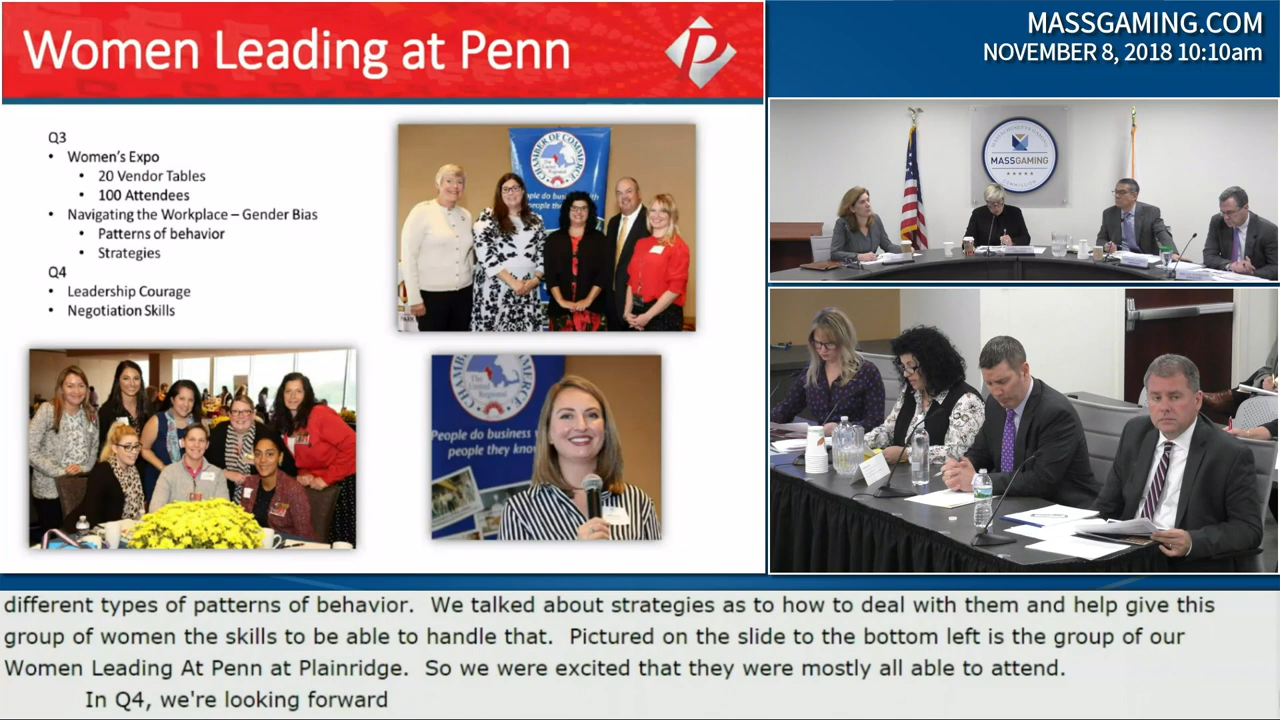 Women Leading at Penn
MASSGAMING.COM
NOVEMBER 8, 2018 10:10am
Q3
• Women's Expo
• 20 Vendor Tables
• 100 Attendees
• Navigating the Workplace – Gender Bias
• Patterns of behavior
• Strategies
Q4
• Leadership Courage
• Negotiation Skills
CHAMBER OF COMMERCE
MASSGAMING
People do business
people they know
different types of patterns of behavior.  We talked about strategies as to how to deal with them and help give this
group of women the skills to be able to handle that.  Pictured on the slide to the bottom left is the group of our
Women Leading At Penn at Plainridge.  So we were excited that they were mostly all able to attend.
In Q4, we're looking forward